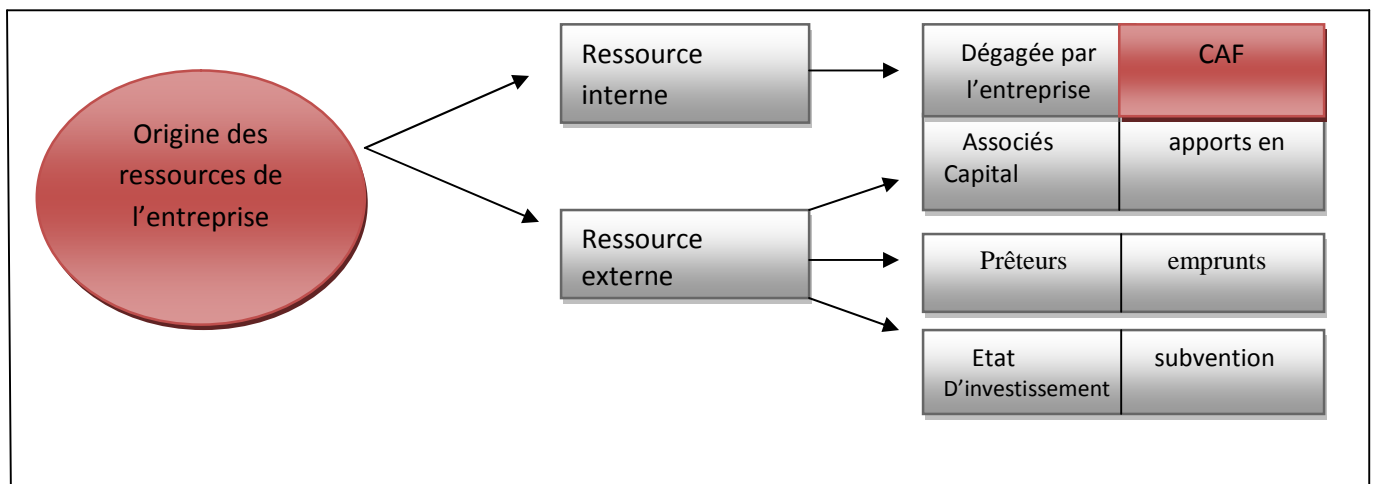 Origine des
ressources de
l’entreprise
Ressource
interne
Dégagée par
l’entreprise
CAF
Associés apports en
Capital
Ressource
externe
Prêteurs emprunts
Etat subvention
D’investissement